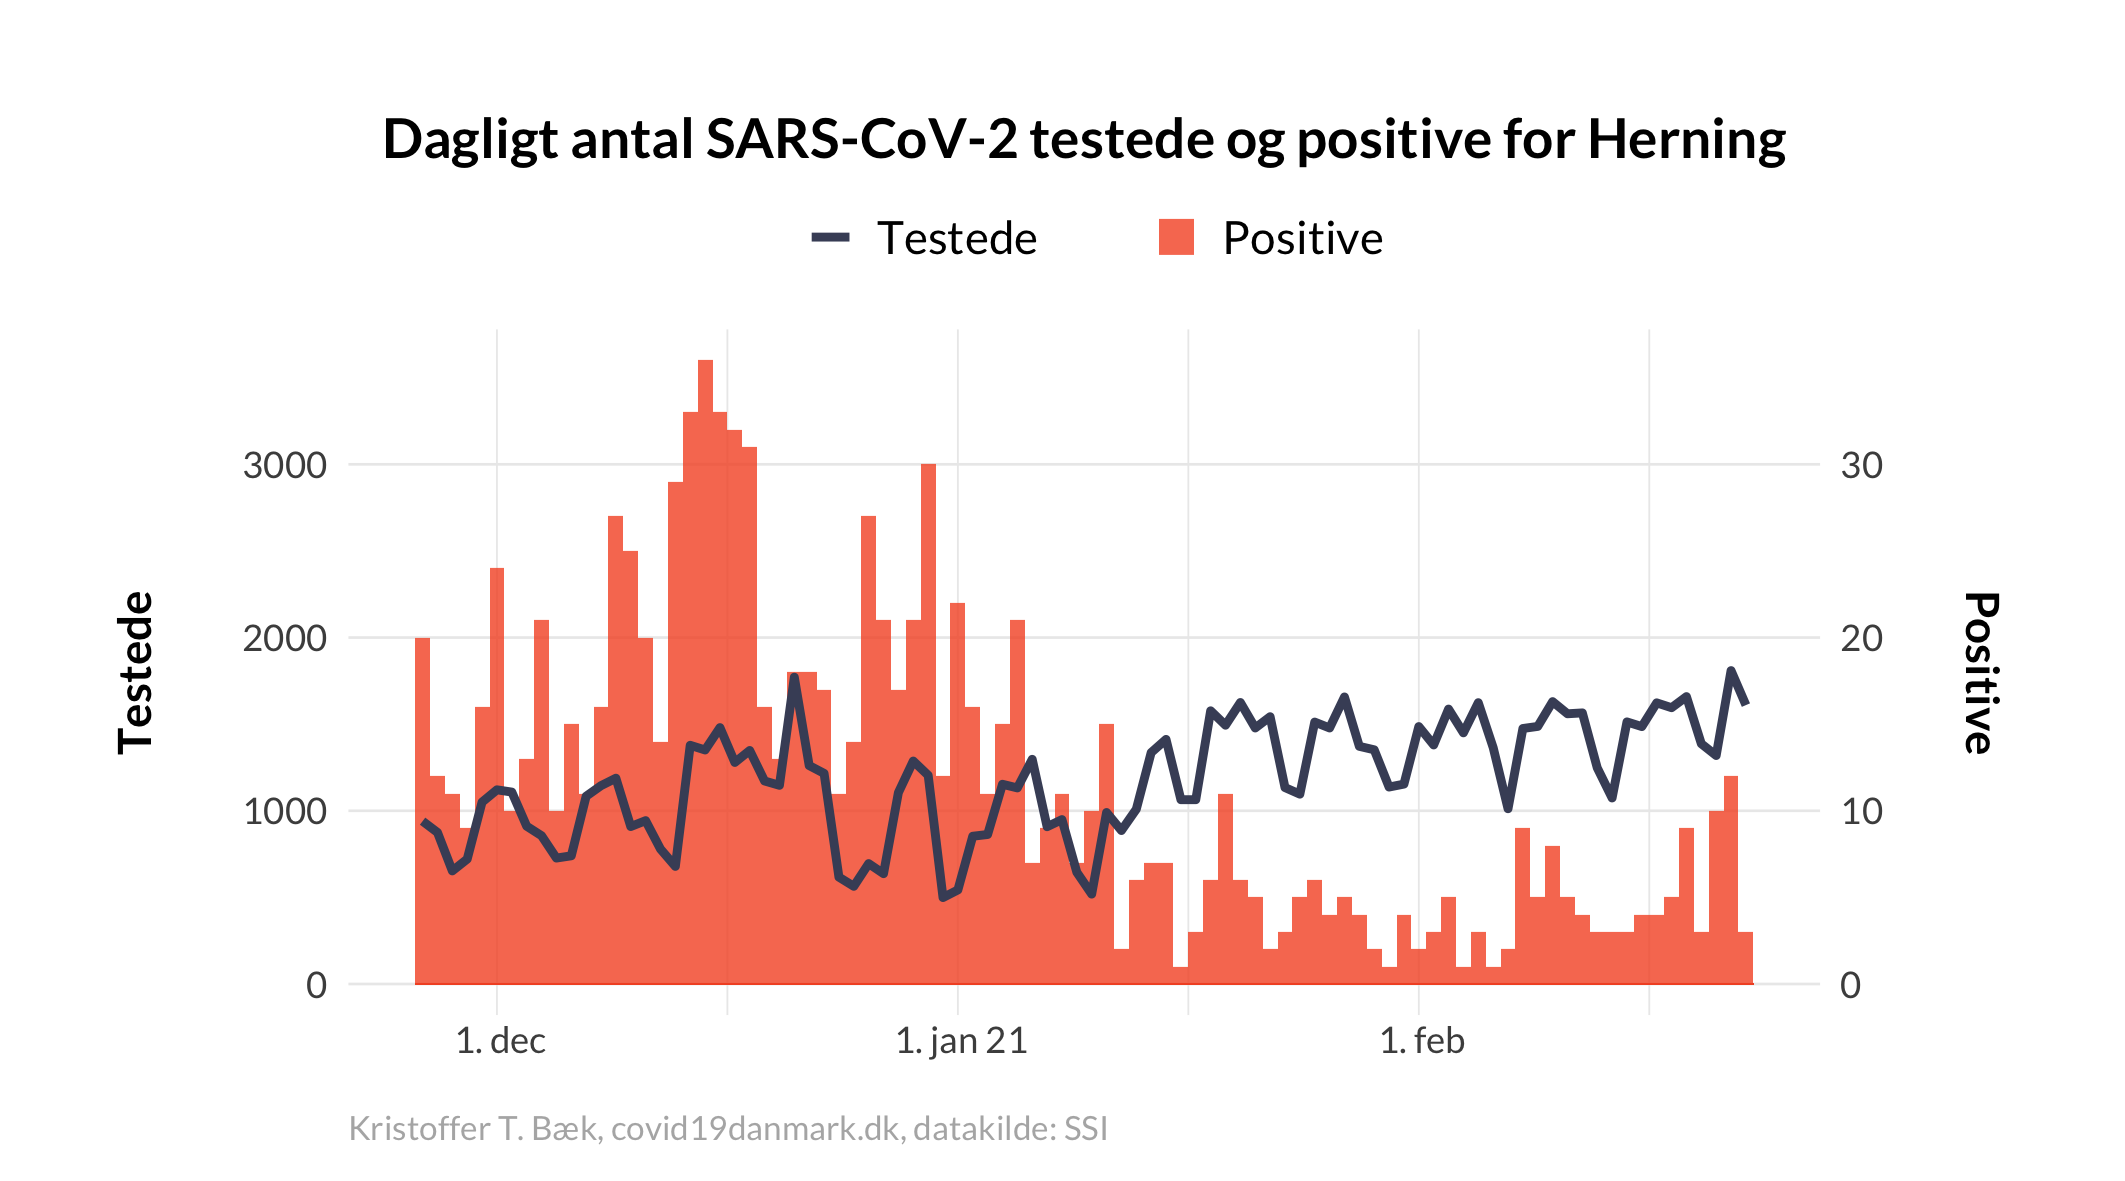 Dagligt antal SARS-CoV-2 testede og positive for Herning
Testede
Positive
3000
2000
1000
0
Testede
30
20
10
0
Positive
1. dec
1. jan 21
1. feb
Kristoffer T. Bæk, covid19danmark.dk, datakilde: SSI